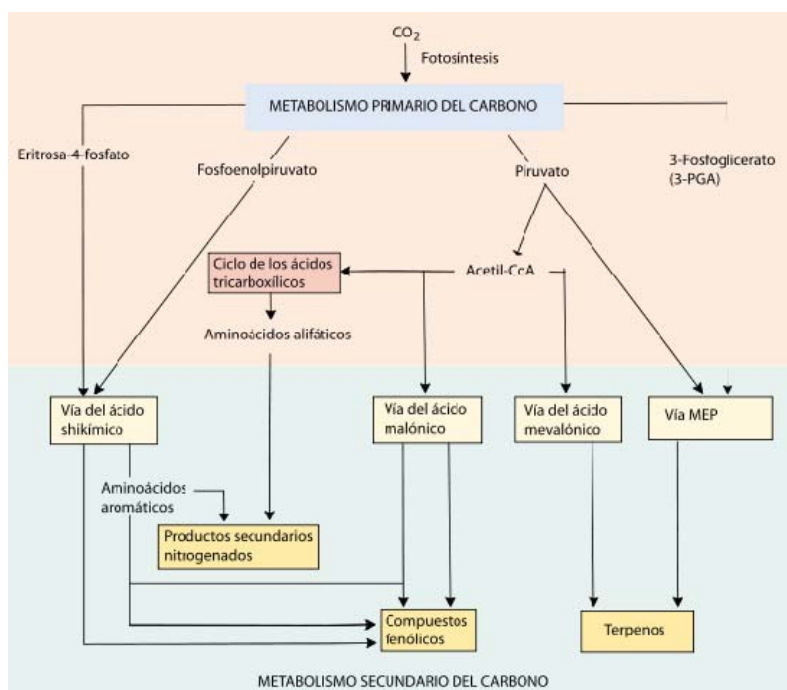 CO₂
Fotosíntesis
METABOLISMO PRIMARIO DEL CARBONO
Eritrosa-4-fosfato
Fosfoenolpiruvato
Piruvato
3-Fosfoglicerato
(3-PGA)
Ciclo de los ácidos
tricarboxílicos
Acetil-CcA
Aminoácidos alifáticos
Vía del ácido
shikímico
Vía del ácido
malónico
Vía del ácido
mevalónico
Vía MEP
Aminoácidos
aromáticos
Productos secundarios
nitrogenados
Compuestos
fenólicos
Terpenos
METABOLISMO SECUNDARIO DEL CARBONO